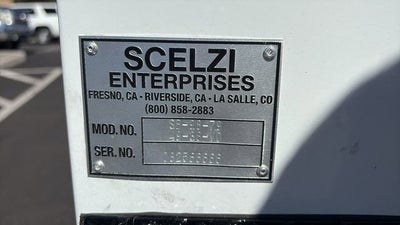 SCELZI
ENTERPRISES
FRESNO, CA - RIVERSIDE, CA - LA SALLE, CO
(800) 858-2883
MOD. NO.
SER. NO.